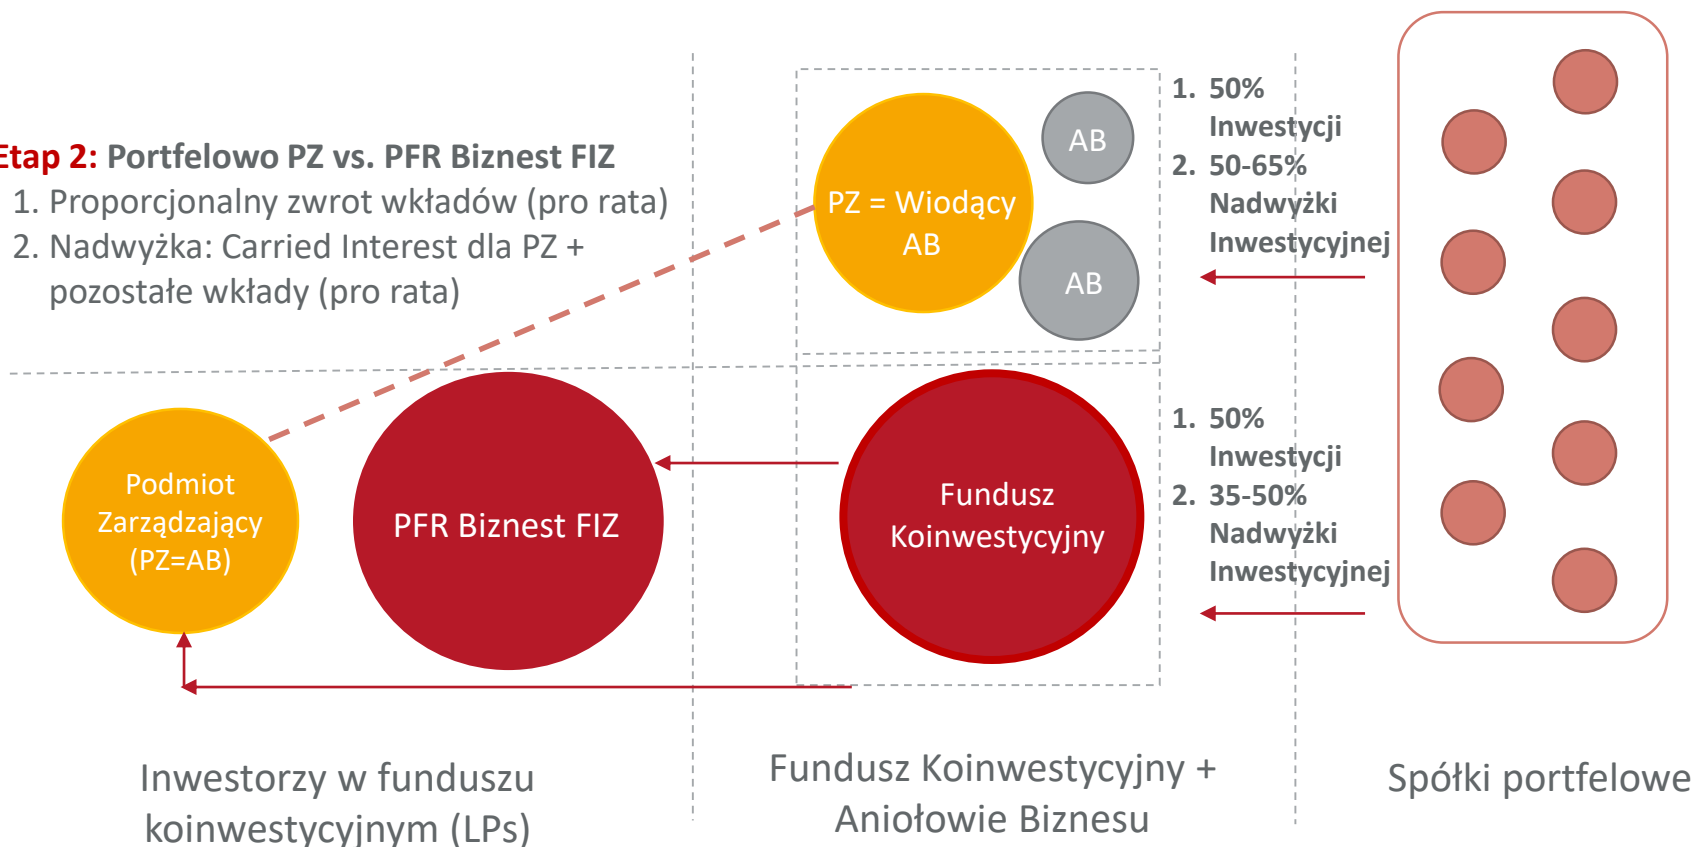 Etap 2: Portfelowo PZ vs. PFR Biznest FIZ
1. Proporcjonalny zwrot wkładów (pro rata)
2. Nadwyżka: Carried Interest dla PZ +
pozostałe wkłady (pro rata)
PZ = Wiodący
AB
AB
AB
1. 50%
Inwestycji
2. 50-65%
Nadwyżki
Inwestycyjnej
Podmiot
Zarządzający
(PZ=AB)
PFR Biznest FIZ
Fundusz
Koinwestycyjny
1. 50%
Inwestycji
2. 35-50%
Nadwyżki
Inwestycyjnej
Inwestorzy w funduszu
koinwestycyjnym (LPs)
Fundusz Koinwestycyjny +
Aniołowie Biznesu
Spółki portfelowe